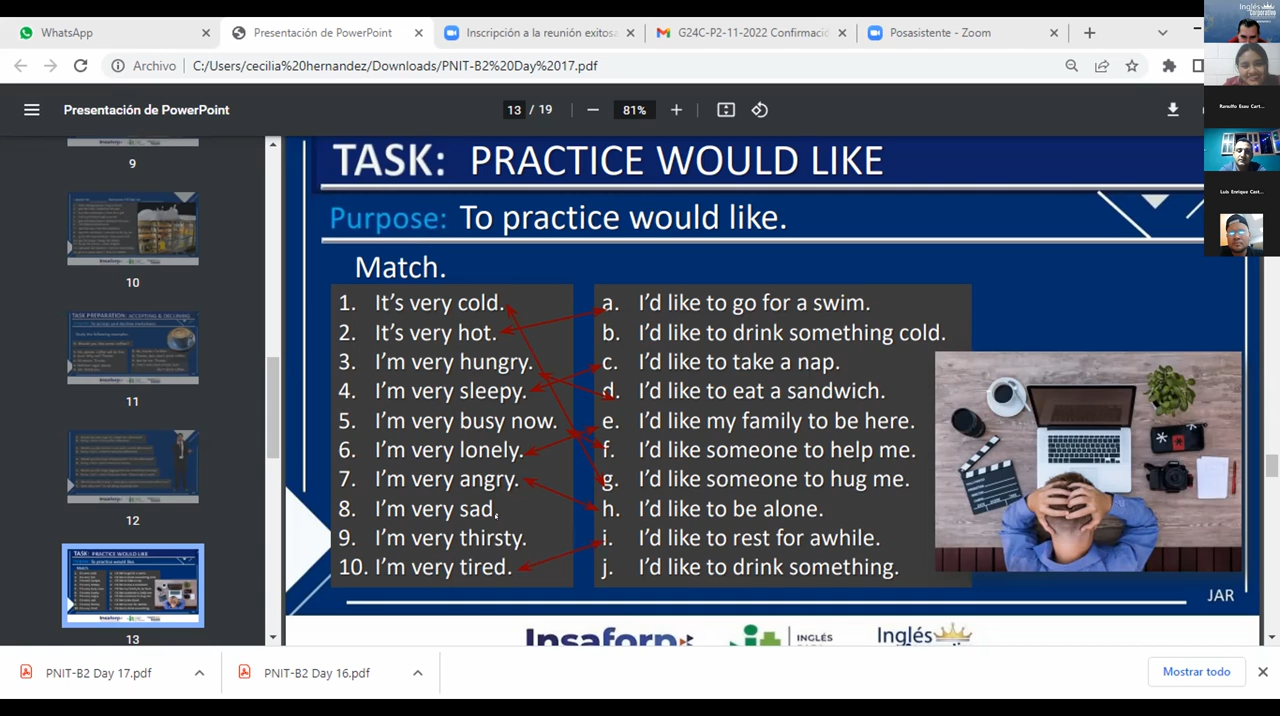 WhatsApp
Presentación de PowerPoint
Inscripción a la reunión exitosa
G24C-P2-11-2022 Confirmació
Posasistente - Zoom
Archivo
C:/Users/cecilia%20hernandez/Downloads/PNIT-B2%20Day%2017.pdf
Presentación de PowerPoint
13 / 19
81%
Inglés
Ranulfo Esau Cart...
Luis Enrique Cast...
9
10
11
12
13
TASK: PRACTICE WOULD LIKE
Purpose: To practice would like.
Match.
1. It's very cold.
2. It's very hot.
3. I'm very hungry.
4. I'm very sleepy.
5. I'm very busy now.
6. I'm very lonely.
7. I'm very angry.
8. I'm very sad.
9. I'm very thirsty.
10. I'm very tired
a. I'd like to go for a swim.
b. I'd like to drink something cold.
c. I'd like to take a nap.
d. I'd like to eat a sandwich.
e. I'd like my family to be here.
f. I'd like someone to help me.
g. I'd like someone to hug me.
h. I'd like to be alone.
i. I'd like to rest for awhile.
j. I'd like to drink something.
JAR
Insaforp
INGLÉS
Inglés
PNIT-B2 Day 17.pdf
PNIT-B2 Day 16.pdf
Mostrar todo